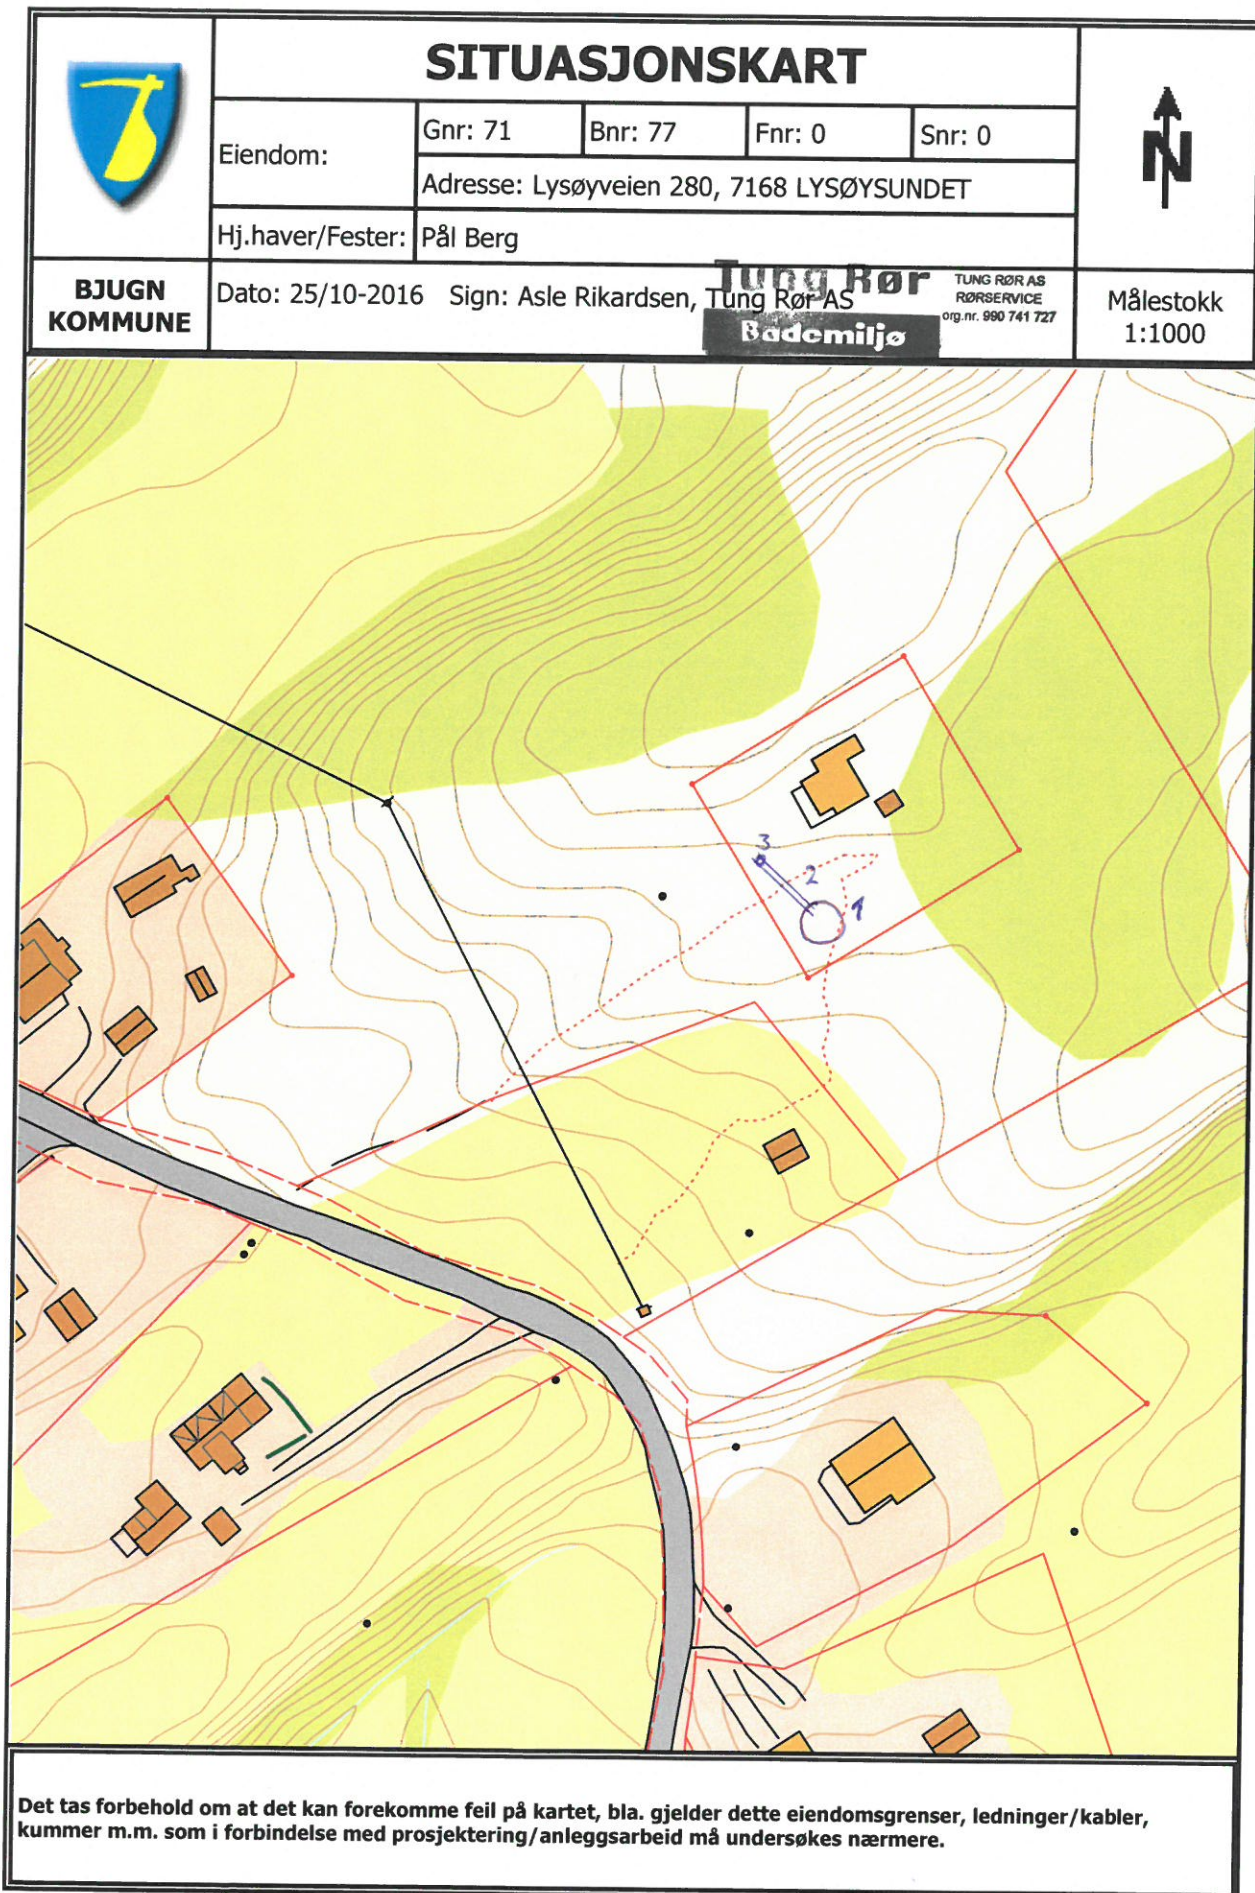 SITUASJONSKART
Eiendom:
Gnr: 71
Bnr: 77
Fnr: 0
Snr: 0
Adresse: Lysøyveien 280, 7168 LYSØYSUNDET
Hj.haver/Fester:
Pål Berg
N
BJUGN
KOMMUNE
Dato: 25/10-2016 Sign: Asle Rikardsen, Tung Rør AS
Tung Rør
Bademiljø
TUNG RØR AS
RØRSERVICE
org.nr. 990 741 727
Målestokk
1:1000
3
2
1
Det tas forbehold om at det kan forekomme feil på kartet, bla. gjelder dette eiendomsgrenser, ledninger/kabler,
kummer m.m. som i forbindelse med prosjektering/anleggsarbeid må undersøkes nærmere.